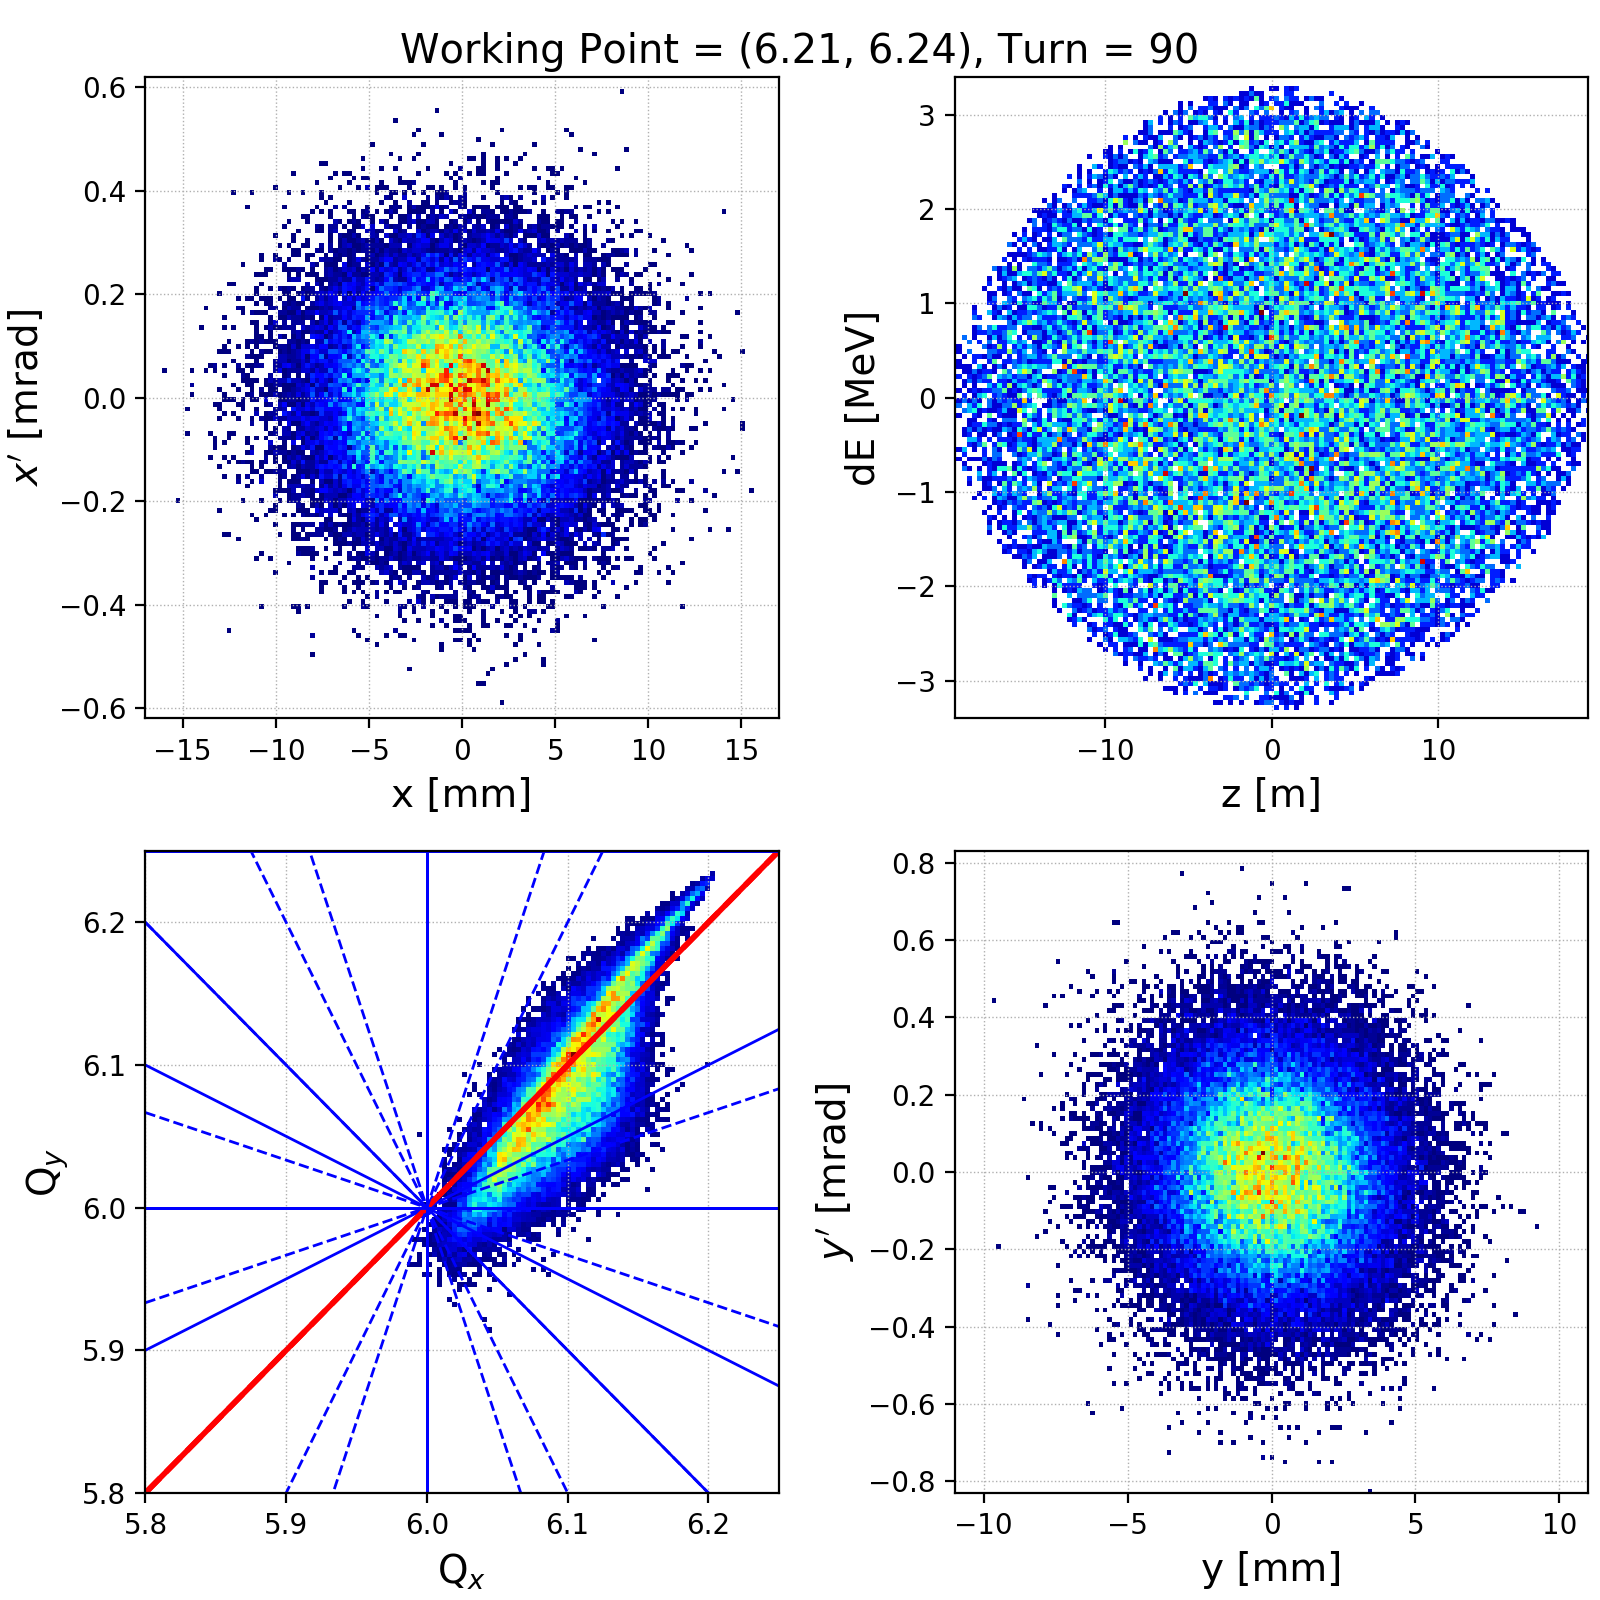 Working Point = (6.21, 6.24), Turn = 90
0.6
0.4
0.2
0.0
−0.2
−0.4
−0.6
x′ [mrad]
−15 −10 −5 0 5 10 15
x [mm]
3
2
1
0
−1
−2
−3
dE [MeV]
−10 0 10
z [m]
6.2
6.1
6.0
5.9
5.8
Qy
5.8 5.9 6.0 6.1 6.2
Qx
0.8
0.6
0.4
0.2
0.0
−0.2
−0.4
−0.6
−0.8
y′ [mrad]
−10 −5 0 5 10
y [mm]